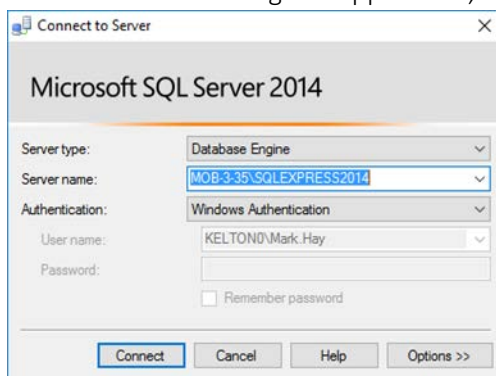 Connect to Server
Microsoft SQL Server 2014
Server type: Database Engine
Server name: MOB-3-35\SQLEXPRESS2014
Authentication: Windows Authentication
User name: KELTON0\Mark.Hay
Password:
Remember password
Connect Cancel Help Options >>